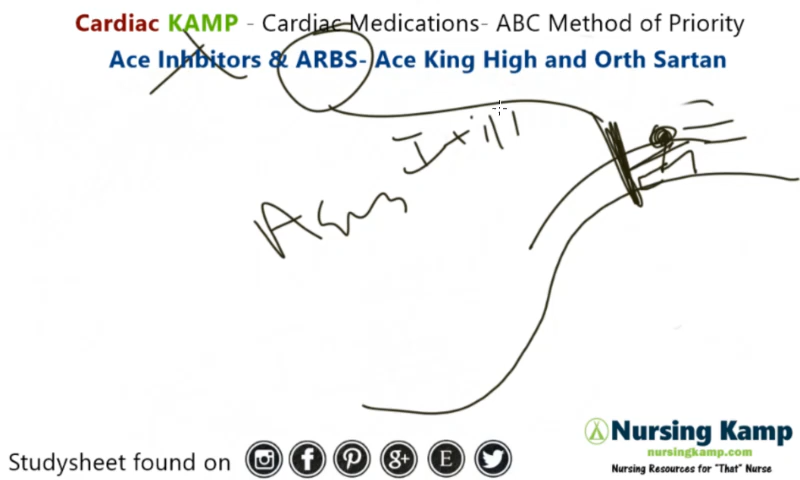 Cardiac KAMP - Cardiac Medications- ABC Method of Priority
Ace Inhbitors & ARBS- Ace King High and Orth Sartan
Studysheet found on
Nursing Kamp
nursingkamp.com
Nursing Resources for "That" Nurse